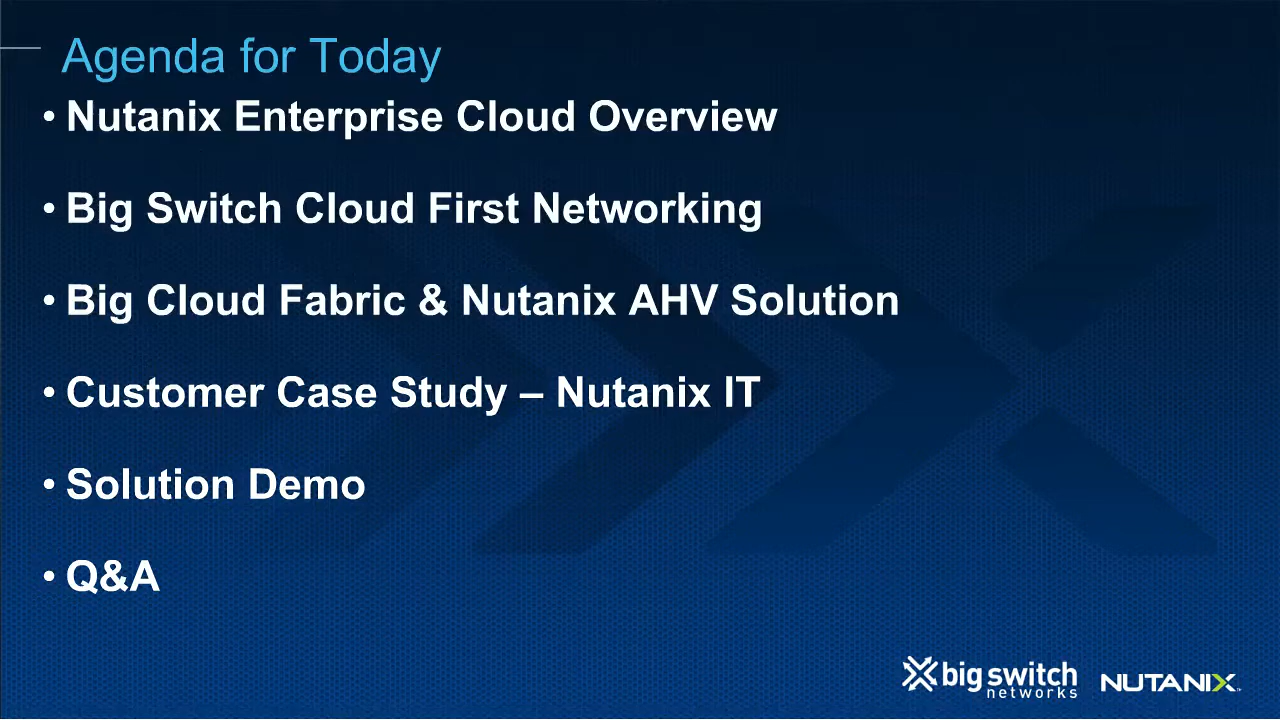 Agenda for Today
• Nutanix Enterprise Cloud Overview
• Big Switch Cloud First Networking
• Big Cloud Fabric & Nutanix AHV Solution
• Customer Case Study – Nutanix IT
• Solution Demo
• Q&A
big switch
networks
NUTANIX